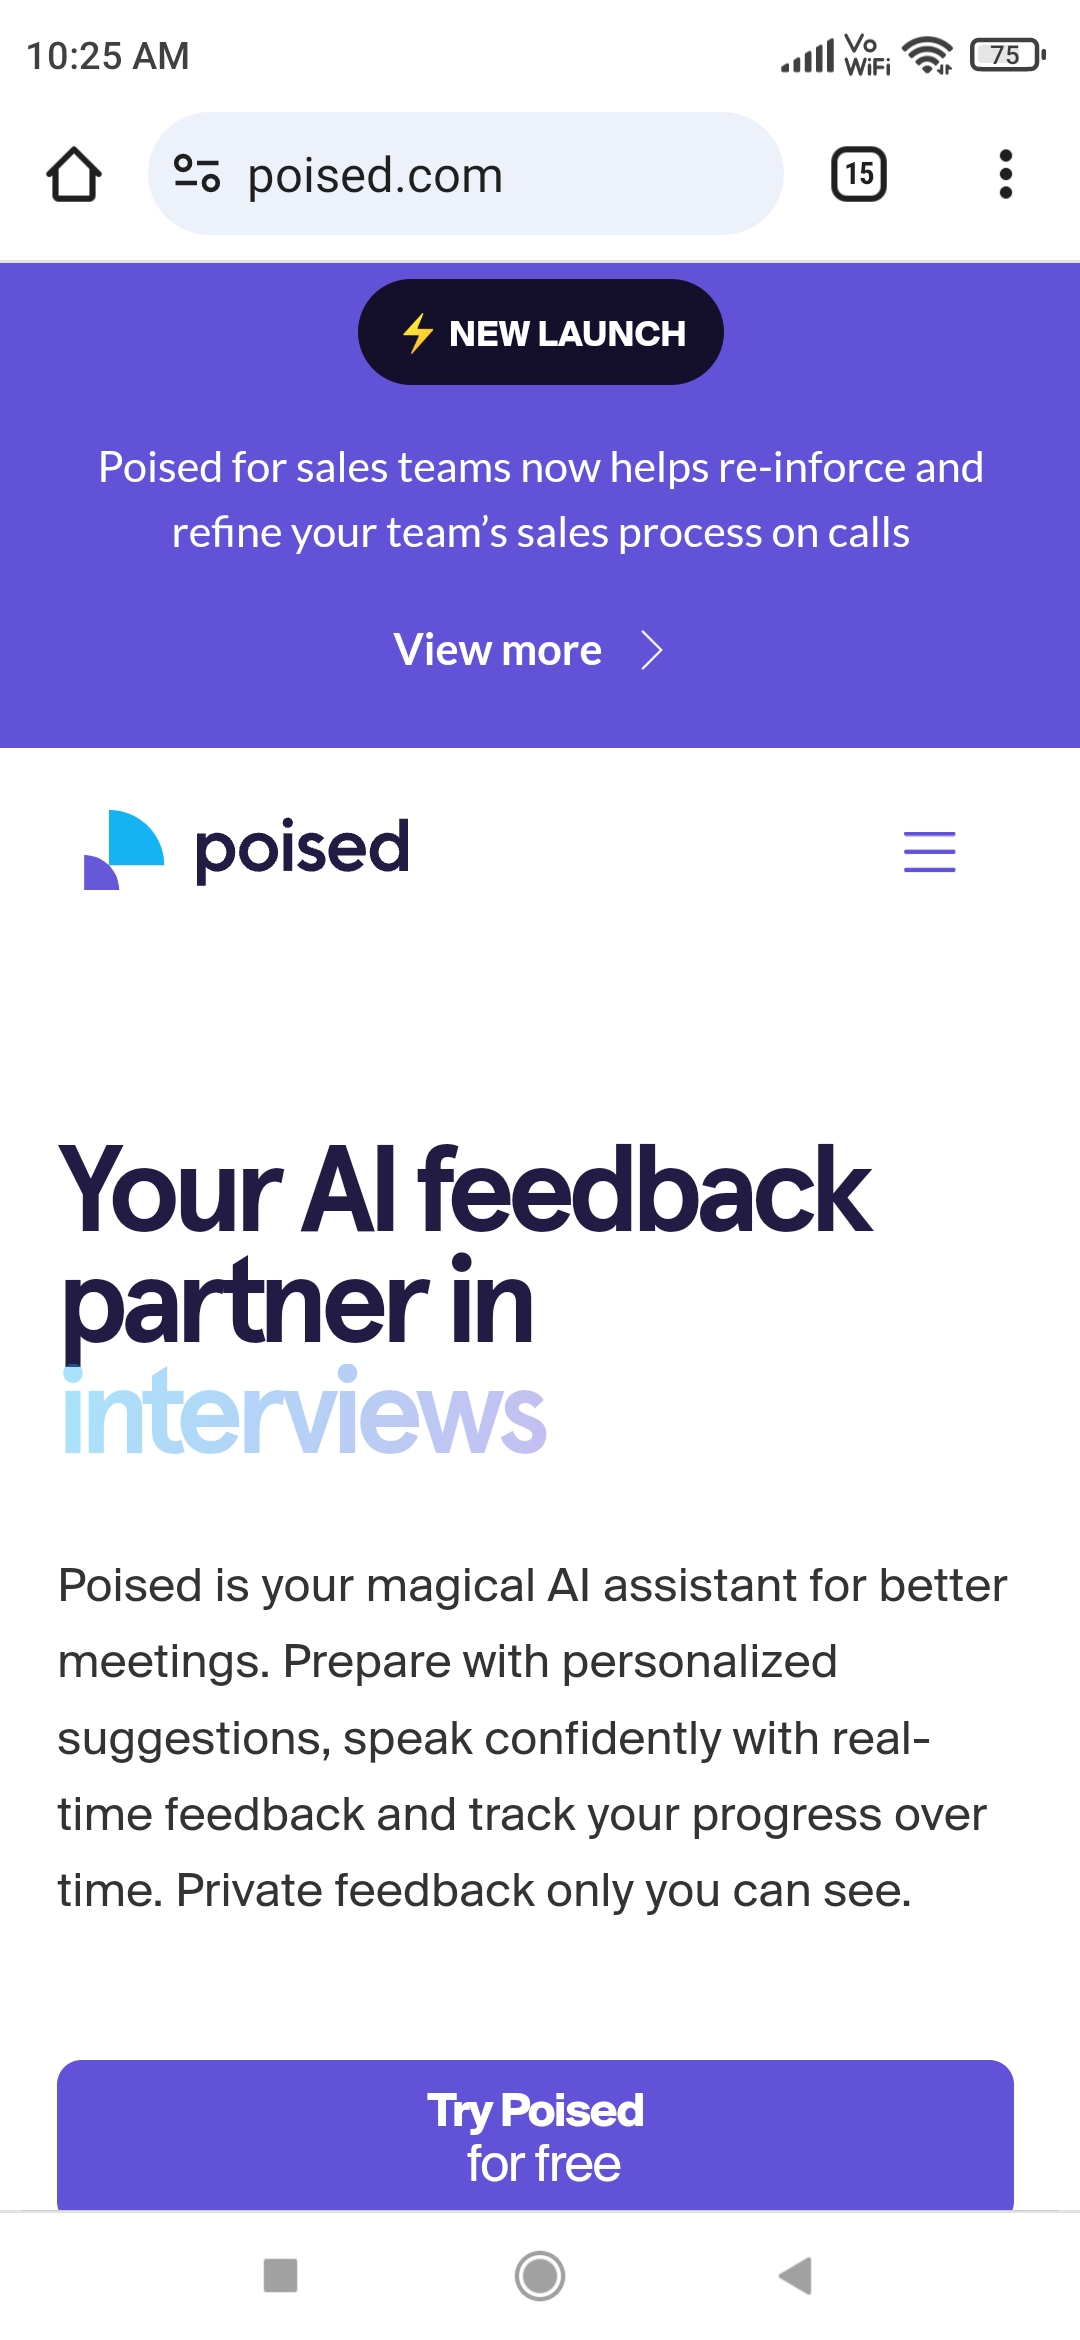 10:25 AM
Vo
WiFi
75
poised.com
15
⚡ NEW LAUNCH
Poised for sales teams now helps re-inforce and
refine your team’s sales process on calls
View more
poised
Your AI feedback
partner in
interviews
Poised is your magical AI assistant for better
meetings. Prepare with personalized
suggestions, speak confidently with real-
time feedback and track your progress over
time. Private feedback only you can see.
Try Poised
for free